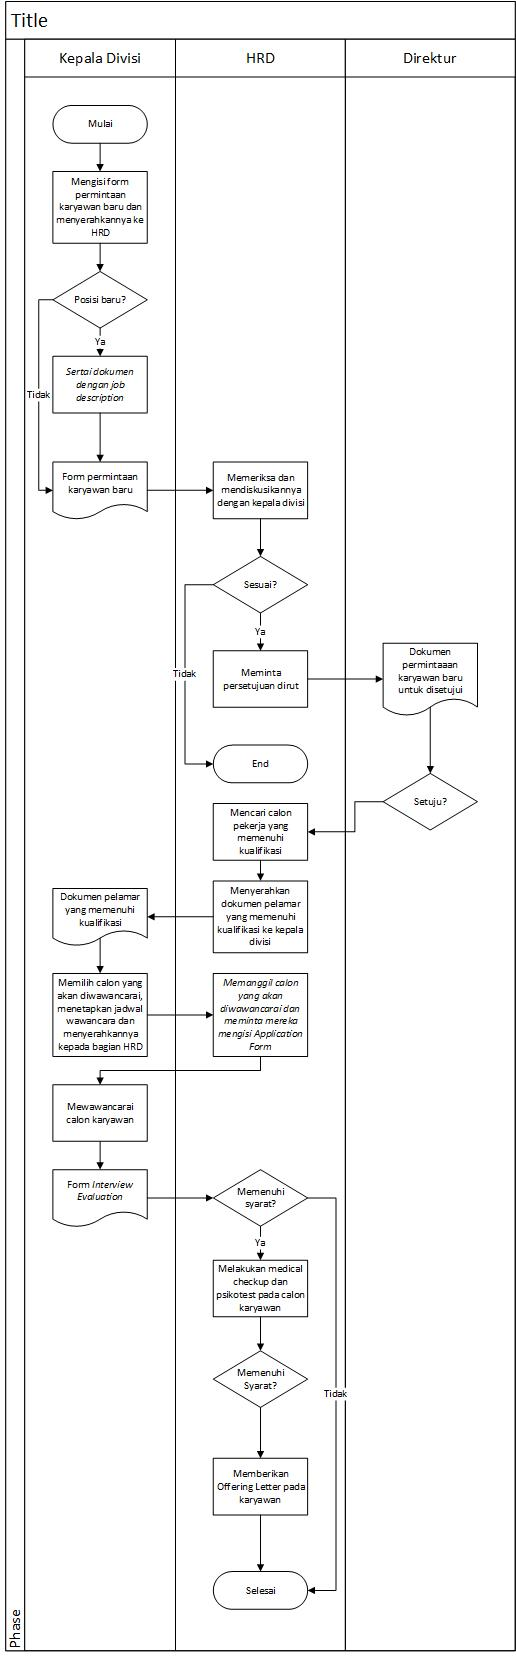 Title
Kepala Divisi
HRD
Direktur
Mulai
Mengisi form
permintaan
karyawan baru dan
menyerahkannya ke
HRD
Posisi baru?
Ya
Sertai dokumen
dengan job
description
Tidak
Form permintaan
karyawan baru
Memeriksa dan
mendiskusikannya
dengan kepala divisi
Sesuai?
Ya
Tidak
Meminta
persetujuan dirut
Dokumen
permintaaan
karyawan baru
untuk disetujui
End
Setuju?
Mencari calon
pekerja yang
memenuhi
kualifikasi
Menyerahkan
dokumen pelamar
yang memenuhi
kualifikasi ke kepala
divisi
Dokumen pelamar
yang memenuhi
kualifikasi
Memilih calon yang
akan diwawancarai,
menetapkan jadwal
wawancara dan
menyerahkannya
kepada bagian HRD
Memanggil calon
yang akan
diwawancarai dan
meminta mereka
mengisi Application
Form
Mewawancarai
calon karyawan
Form Interview
Evaluation
Memenuhi
syarat?
Ya
Melakukan medical
checkup dan
psikotest pada calon
karyawan
Memenuhi
Syarat?
Tidak
Memberikan
Offering Letter pada
karyawan
Selesai
Phase